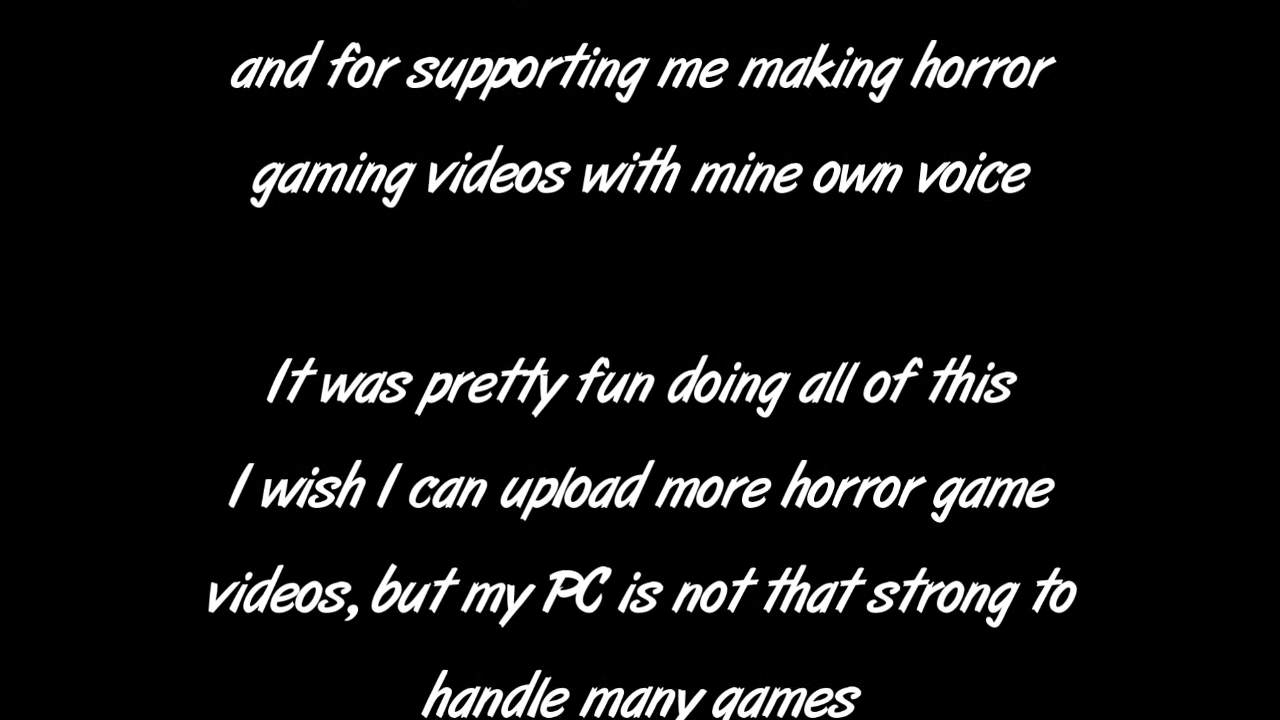 and for supporting me making horror
gaming videos with mine own voice
It was pretty fun doing all of this
I wish I can upload more horror game
videos, but my PC is not that strong to
handle many games